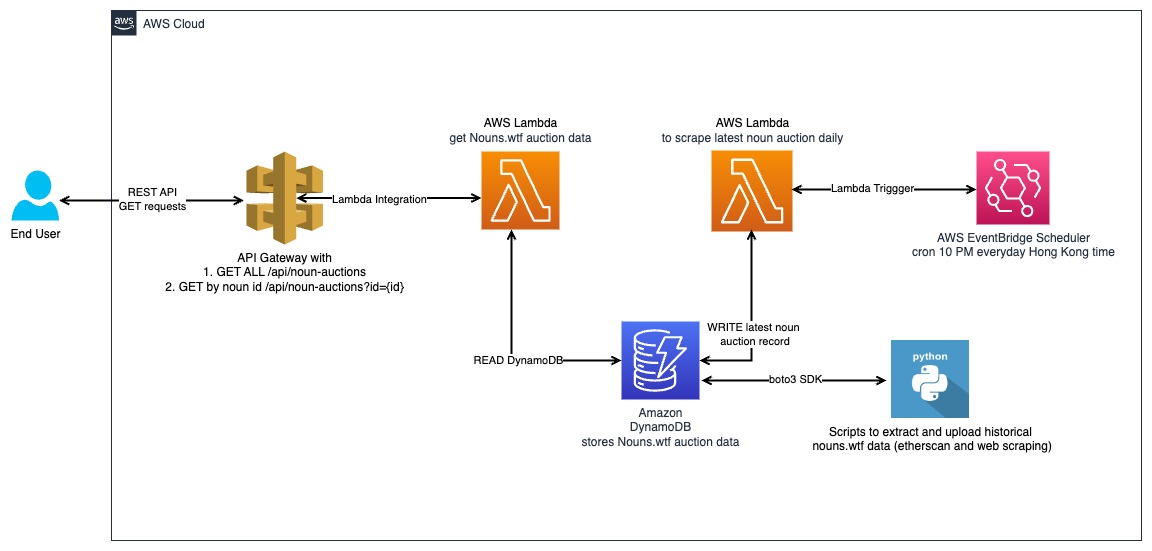 aws
AWS Cloud
AWS Lambda
get Nouns.wtf auction data
AWS Lambda
to scrape latest noun auction daily
REST API
GET requests
Lambda Integration
Lambda Triggger
End User
API Gateway with
1. GET ALL /api/noun-auctions
2. GET by noun id /api/noun-auctions?id={id}
AWS EventBridge Scheduler
cron 10 PM everyday Hong Kong time
WRITE latest noun
auction record
READ DynamoDB
python
boto3 SDK
Amazon
DynamoDB
stores Nouns.wtf auction data
Scripts to extract and upload historical
nouns.wtf data (etherscan and web scraping)